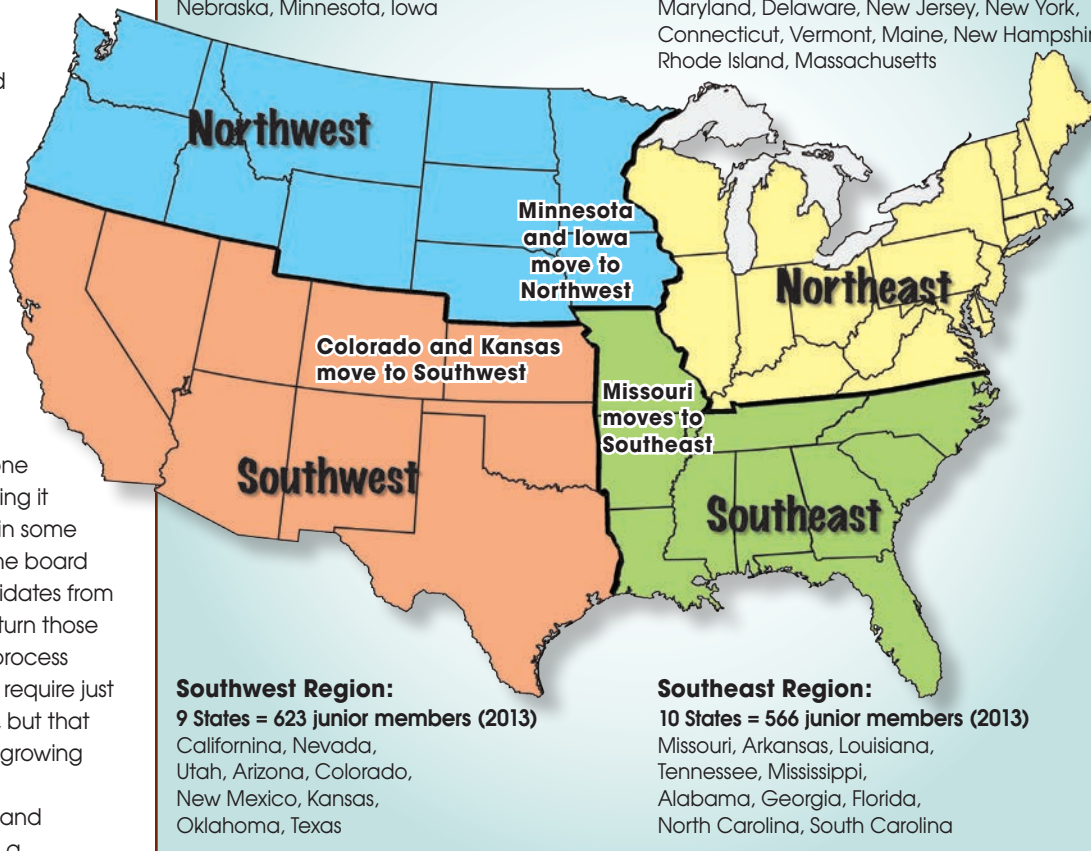 Nebraska, Minnesota, Iowa
Maryland, Delaware, New Jersey, New York,
Connecticut, Vermont, Maine, New Hampshir
Rhode Island, Massachusetts
Northwest
Minnesota
and Iowa
move to
Northwest
Northeast
Colorado and Kansas
move to Southwest
Missouri
moves to
Southeast
Southwest
Southeast
d
one
ing it
in some
ne board
idates from
turn those
process
require just
but that
growing
and
a
Southwest Region:
9 States = 623 junior members (2013)
Californina, Nevada,
Utah, Arizona, Colorado,
New Mexico, Kansas,
Oklahoma, Texas
Southeast Region:
10 States = 566 junior members (2013)
Missouri, Arkansas, Louisiana,
Tennessee, Mississippi,
Alabama, Georgia, Florida,
North Carolina, South Carolina